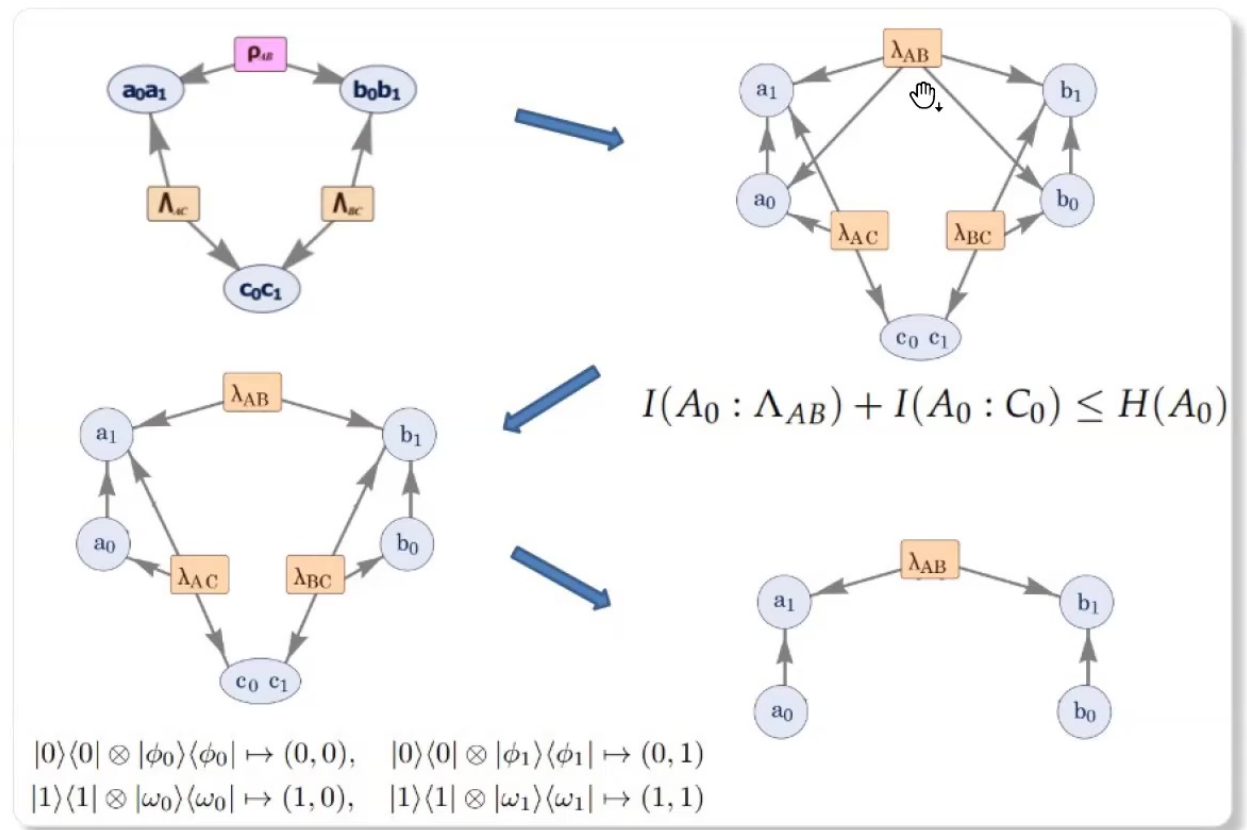 ρAB
a₀a₁ b₀b₁
ΛAC ΛBC
c₀c₁
λAB
a₁ b₁
a₀ b₀
λAC λBC
c₀ c₁
I(A₀ : ΛAB) + I(A₀ : C₀) ≤ H(A₀)
λAB
a₁ b₁
a₀ b₀
λAC λBC
c₀ c₁
λAB
a₁ b₁
a₀ b₀
|0⟩⟨0| ⊗ |ϕ₀⟩⟨ϕ₀| ↦ (0,0), |0⟩⟨0| ⊗ |ϕ₁⟩⟨ϕ₁| ↦ (0,1)
|1⟩⟨1| ⊗ |ω₀⟩⟨ω₀| ↦ (1,0), |1⟩⟨1| ⊗ |ω₁⟩⟨ω₁| ↦ (1,1)